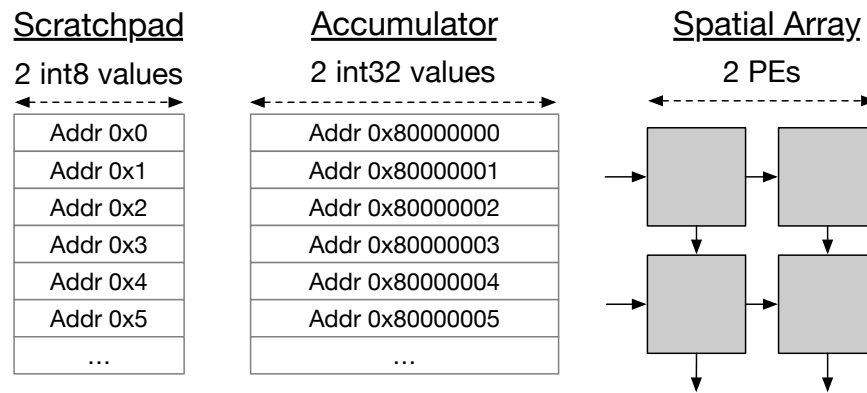 Scratchpad
Accumulator
Spatial Array
2 int8 values
2 int32 values
2 PEs
Addr 0x0
Addr 0x1
Addr 0x2
Addr 0x3
Addr 0x4
Addr 0x5
...
Addr 0x80000000
Addr 0x80000001
Addr 0x80000002
Addr 0x80000003
Addr 0x80000004
Addr 0x80000005
...